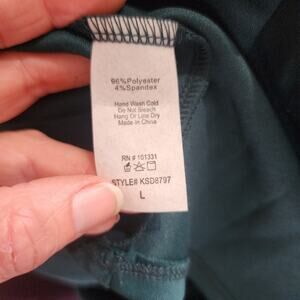 96%Polyester
4%Spandex
Hand Wash Cold
Do Not Bleach
Hang Or Line Dry
Made in China
RN # 101331
STYLE# KSD8797
L